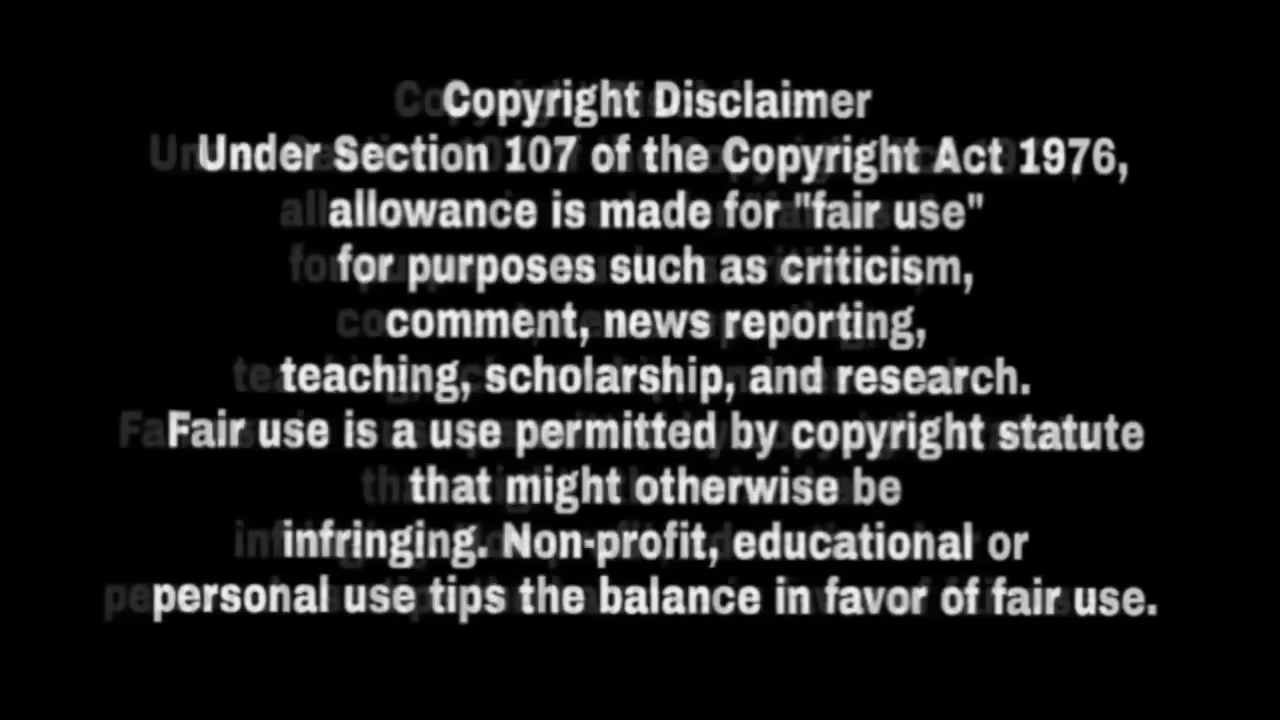 Copyright Disclaimer
Under Section 107 of the Copyright Act 1976,
allowance is made for "fair use"
for purposes such as criticism,
comment, news reporting,
teaching, scholarship, and research.
Fair use is a use permitted by copyright statute
that might otherwise be
infringing. Non-profit, educational or
personal use tips the balance in favor of fair use.